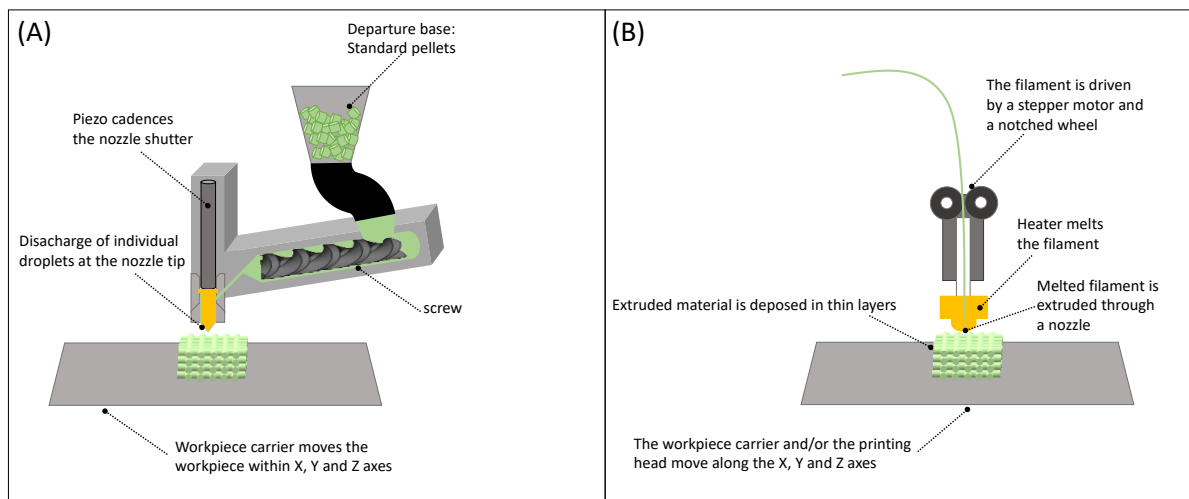 (A)
Departure base:
Standard pellets
Piezo cadences
the nozzle shutter
Disacharge of individual
droplets at the nozzle tip
screw
Workpiece carrier moves the
workpiece within X, Y and Z axes
(B)
The filament is driven
by a stepper motor and
a notched wheel
Heater melts
the filament
Melted filament is
extruded through
a nozzle
Extruded material is deposed in thin layers
The workpiece carrier and/or the printing
head move along the X, Y and Z axes